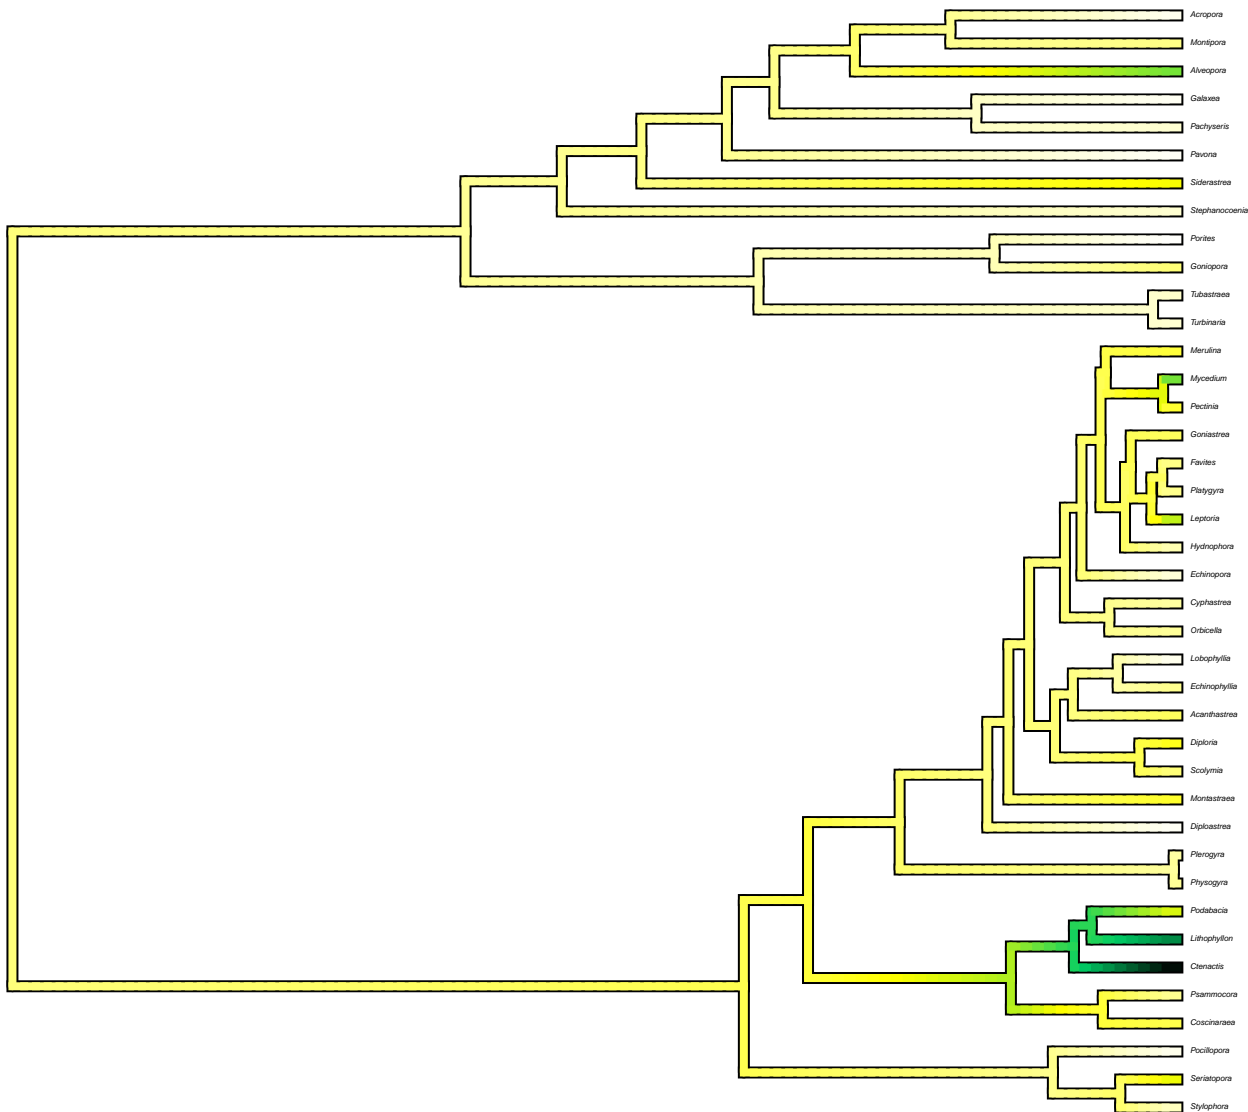 Acropora
Montipora
Alveopora
Galaxea
Pachyseris
Pavona
Siderastrea
Stephanocoenia
Porites
Goniopora
Tubastraea
Turbinaria
Merulina
Mycedium
Pectinia
Goniastrea
Favites
Platygyra
Leptoria
Hydnophora
Echinopora
Cyphastrea
Orbicella
Lobophyllia
Echinophyllia
Acanthastrea
Diploria
Scolymia
Montastraea
Diploastrea
Plerogyra
Physogyra
Podabacia
Lithophyllon
Ctenactis
Psammocora
Coscinaraea
Pocillopora
Seriatopora
Stylophora